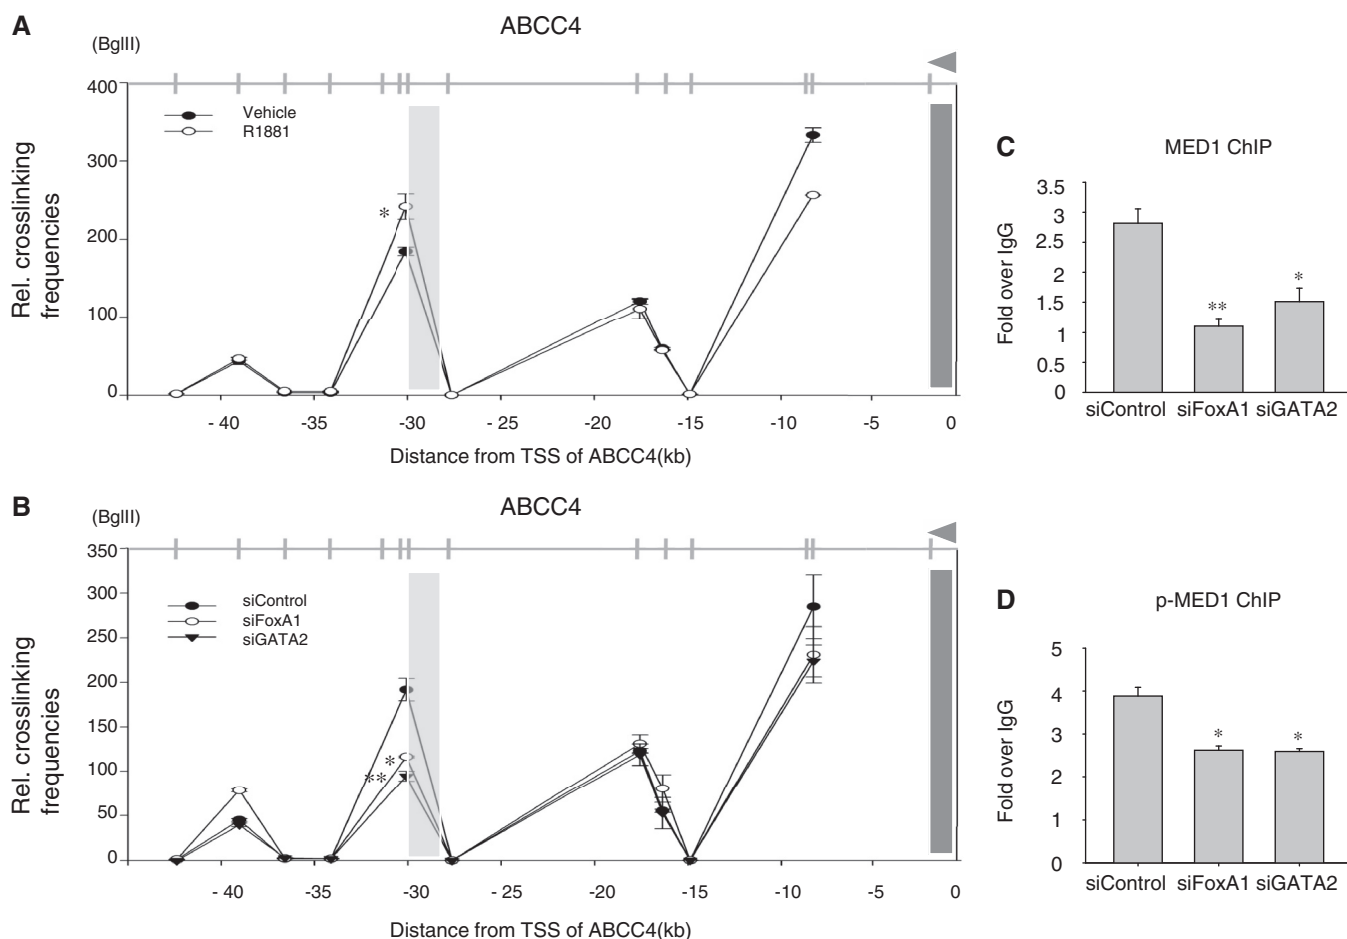 A
ABCC4
(BglII)
400
300
200
100
0
Rel. crosslinking
frequencies
Vehicle
R1881
*
- 40
-35
-30
-25
-20
-15
-10
-5
0
Distance from TSS of ABCC4(kb)
B
ABCC4
(BglII)
350
300
250
200
150
100
50
0
Rel. crosslinking
frequencies
siControl
siFoxA1
siGATA2
*
**
- 40
-35
-30
-25
-20
-15
-10
-5
0
Distance from TSS of ABCC4(kb)
C
MED1 ChIP
3.5
3
2.5
2
1.5
1
0.5
0
Fold over IgG
**
*
siControl siFoxA1 siGATA2
D
p-MED1 ChIP
5
4
3
2
1
0
Fold over IgG
*
*
siControl siFoxA1 siGATA2